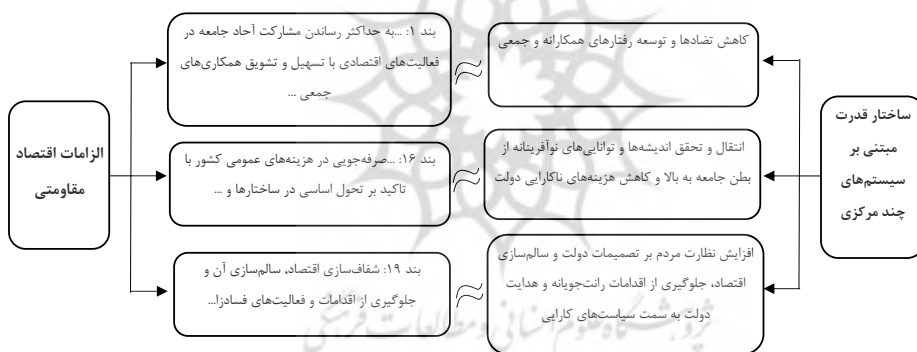 ساختار قدرت
مبتنی بر
سیستم‌های
چند مرکزی
کاهش تضادها و توسعه رفتارهای همکارانه و جمعی
انتقال و تحقق اندیشه‌ها و توانایی‌های نوآفرینانه از
بطن جامعه به بالا و کاهش هزینه‌های ناکارایی دولت
افزایش نظارت مردم بر تصمیمات دولت و سالم‌سازی
اقتصاد، جلوگیری از اقدامات رانت‌جویانه و هدایت
دولت به سمت سیاست‌های کارایی
بند ۱: ...به حداکثر رساندن مشارکت آحاد جامعه در
فعالیت‌های اقتصادی با تسهیل و تشویق همکاری‌های
جمعی ...
بند ۱۶: ...صرفه‌جویی در هزینه‌های عمومی کشور با
تاکید بر تحول اساسی در ساختارها و ...
بند ۱۹: شفاف‌سازی اقتصاد، سالم‌سازی آن و
جلوگیری از اقدامات و فعالیت‌های فسادزا...
الزامات اقتصاد
مقاومتی
پژوهشگاه علوم انسانی و مطالعات فرهنگی